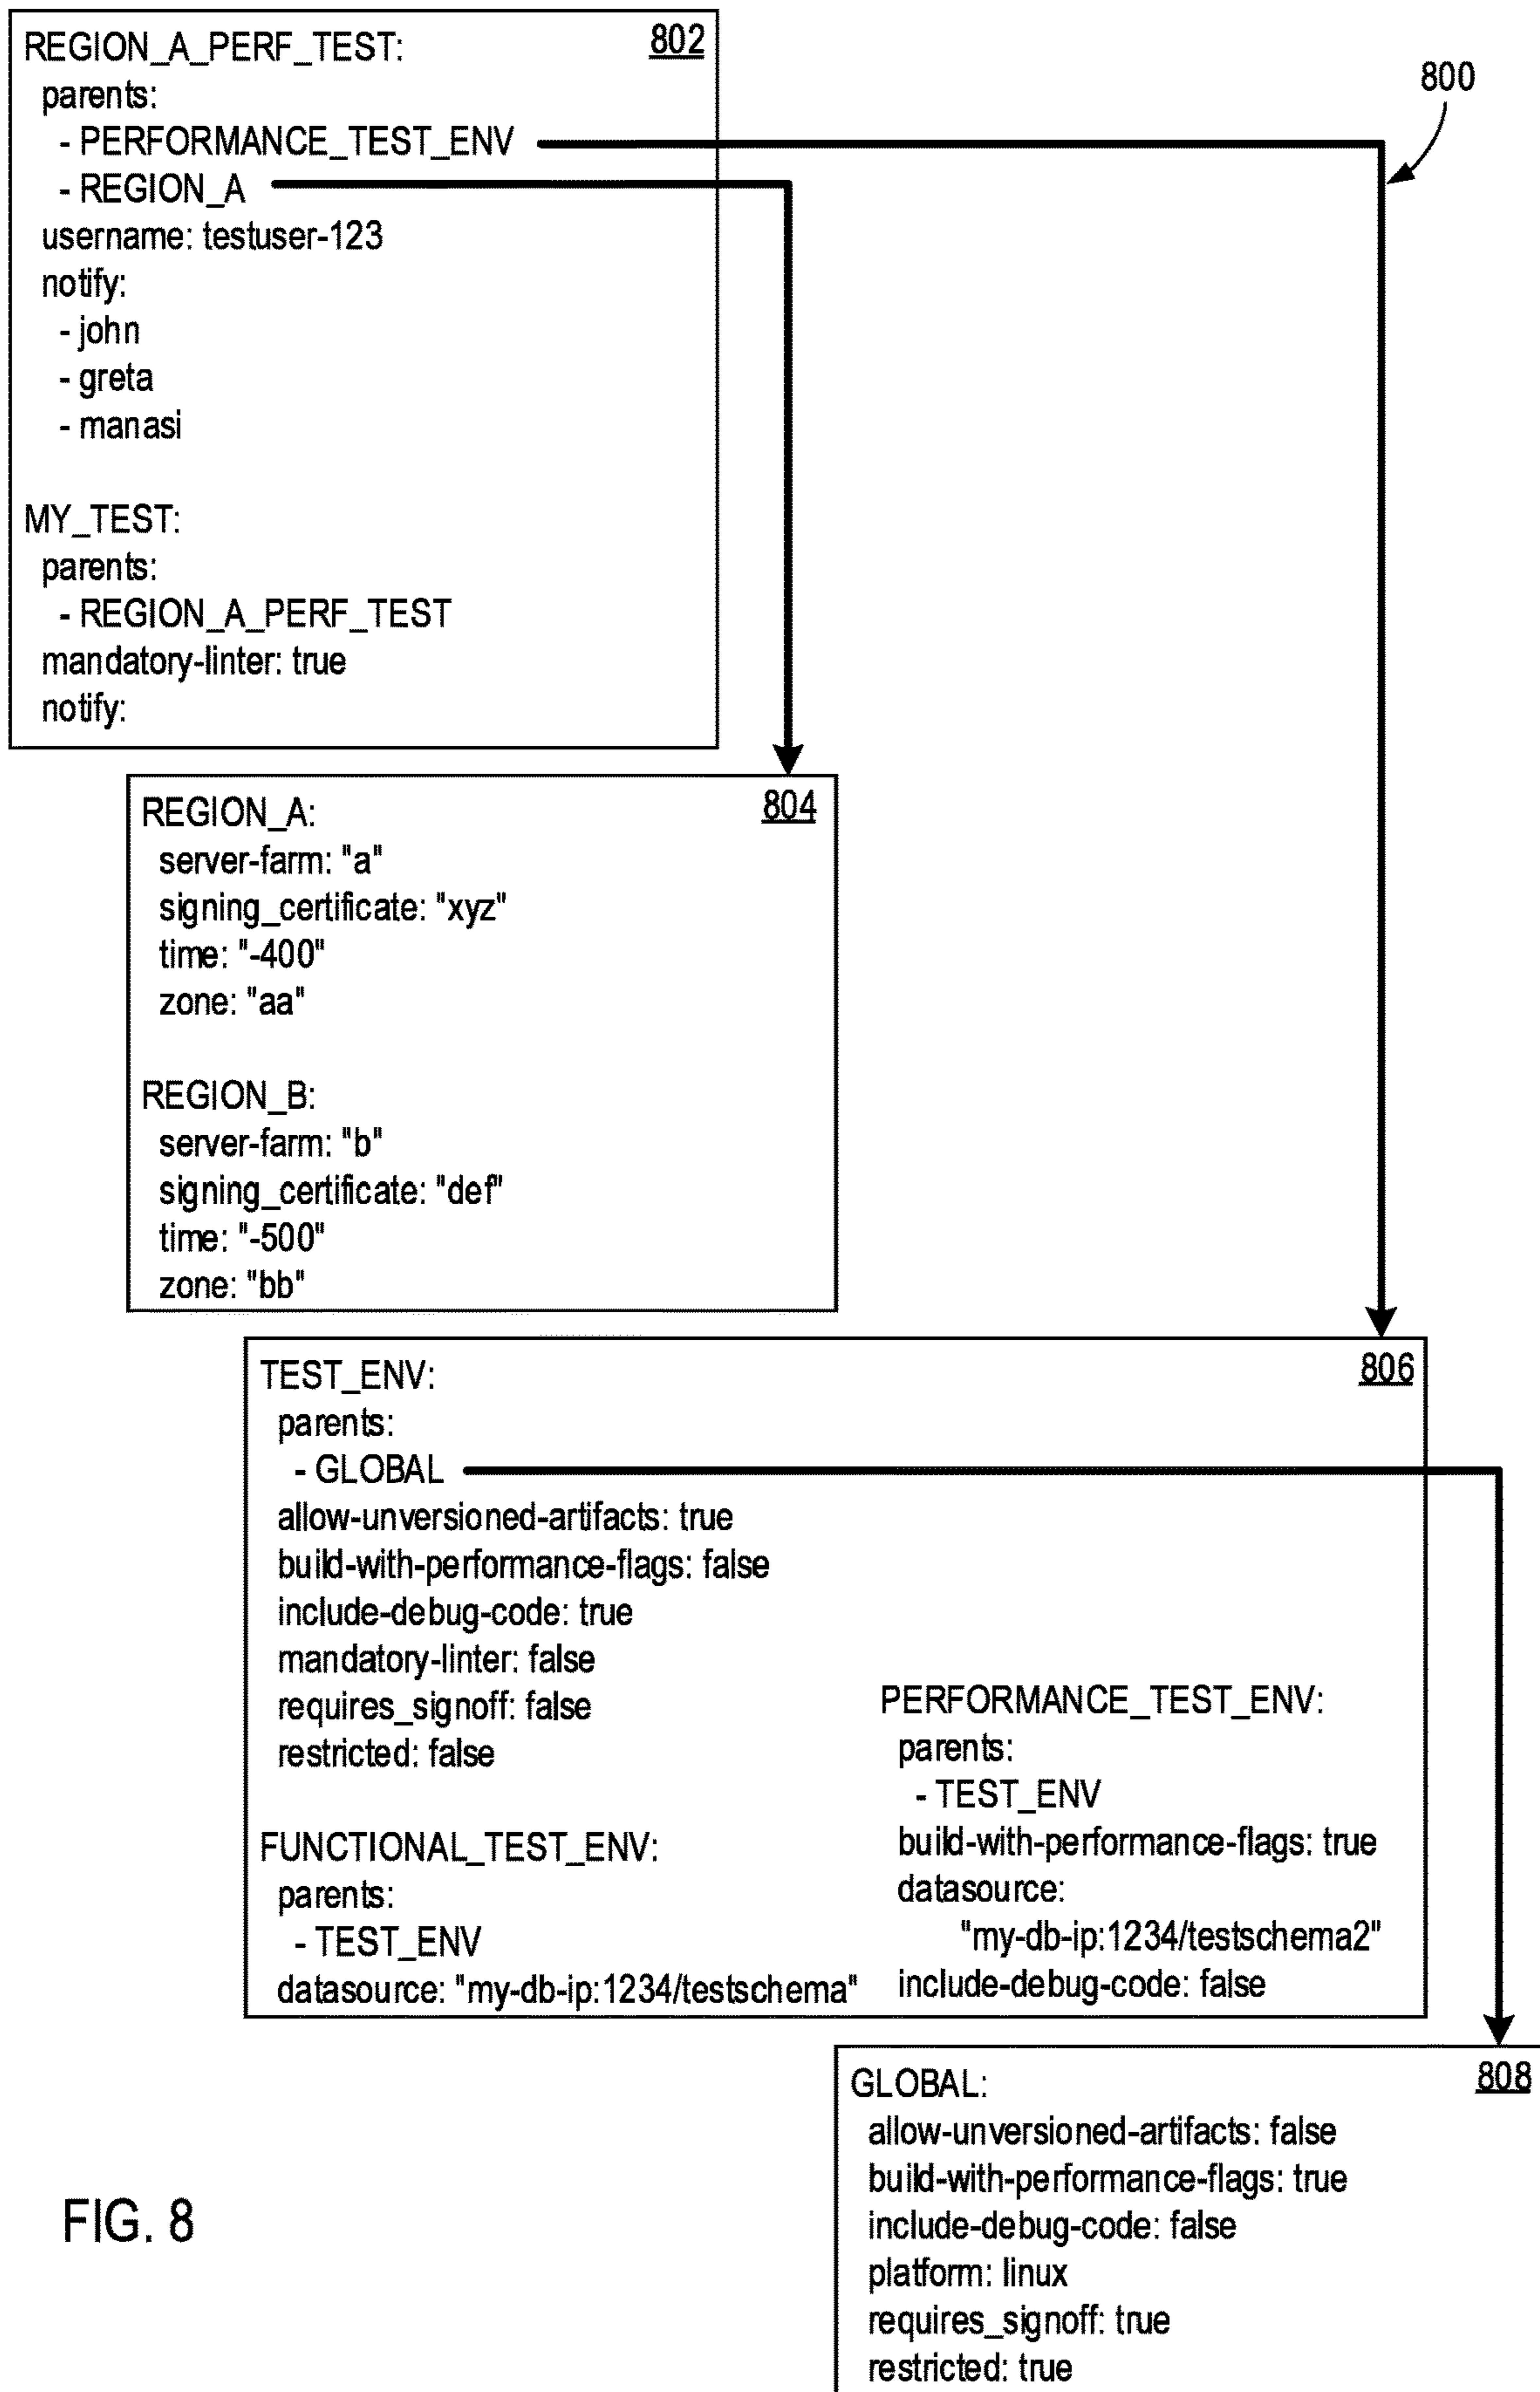 802
REGION_A_PERF_TEST:
parents:
- PERFORMANCE_TEST_ENV
- REGION_A
username: testuser-123
notify:
- john
- greta
- manasi
MY_TEST:
parents:
- REGION_A_PERF_TEST
mandatory-linter: true
notify:
800
804
REGION_A:
server-farm: "a"
signing_certificate: "xyz"
time: "-400"
zone: "aa"
REGION_B:
server-farm: "b"
signing_certificate: "def"
time: "-500"
zone: "bb"
806
TEST_ENV:
parents:
- GLOBAL
allow-unversioned-artifacts: true
build-with-performance-flags: false
include-debug-code: true
mandatory-linter: false
requires_signoff: false
restricted: false
FUNCTIONAL_TEST_ENV:
parents:
- TEST_ENV
datasource: "my-db-ip:1234/testschema"
PERFORMANCE_TEST_ENV:
parents:
- TEST_ENV
build-with-performance-flags: true
datasource:
"my-db-ip:1234/testschema2"
include-debug-code: false
808
GLOBAL:
allow-unversioned-artifacts: false
build-with-performance-flags: true
include-debug-code: false
platform: linux
requires_signoff: true
restricted: true
FIG. 8